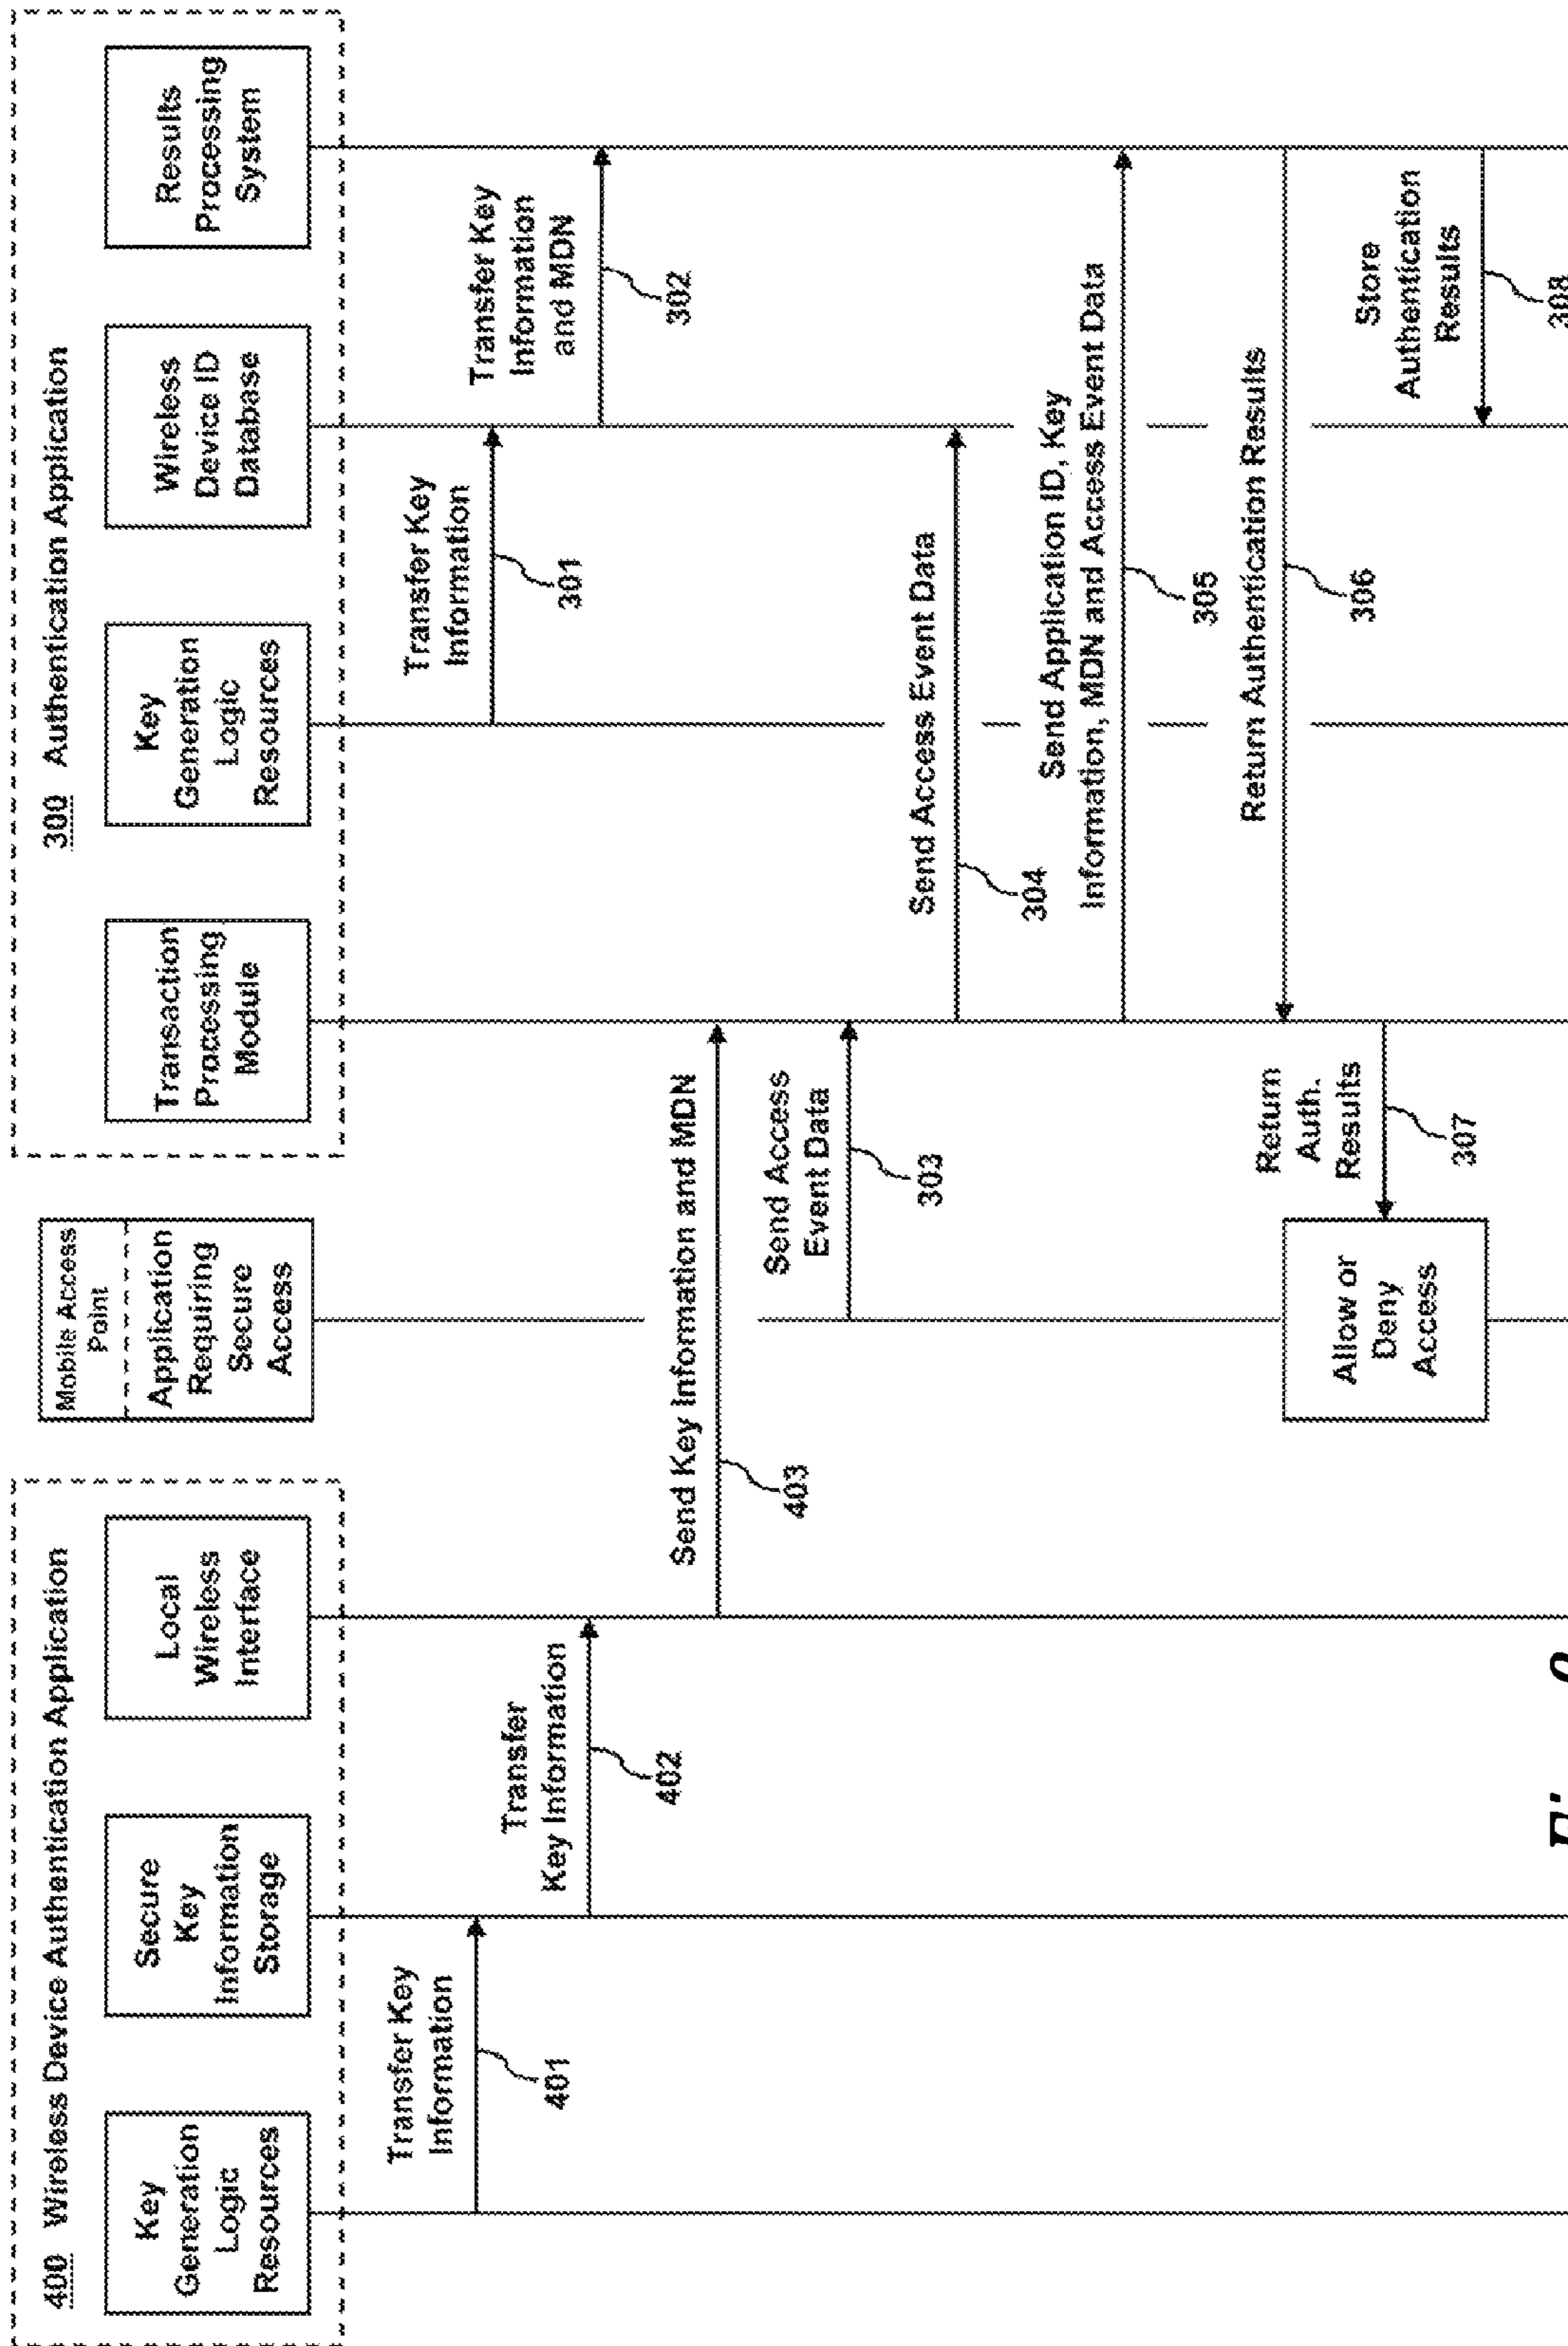 400 Wireless Device Authentication Application
Key
Generation
Logic
Resources
Secure
Key
Information
Storage
Local
Wireless
Interface
Mobile Access
Point
Application
Requiring
Secure
Access
300 Authentication Application
Transaction
Processing
Module
Key
Generation
Logic
Resources
Wireless
Device ID
Database
Results
Processing
System
Transfer Key
Information
401
Transfer
Key Information
402
Send Key Information and MDN
403
Transfer Key
Information
301
Transfer Key
Information
and MDN
302
Send Access
Event Data
303
Send Access Event Data
304
Send Application ID, Key
Information, MDN and Access Event Data
305
Return Authentication Results
306
Return
Auth.
Results
307
Allow or
Deny
Access
Store
Authentication
Results
308